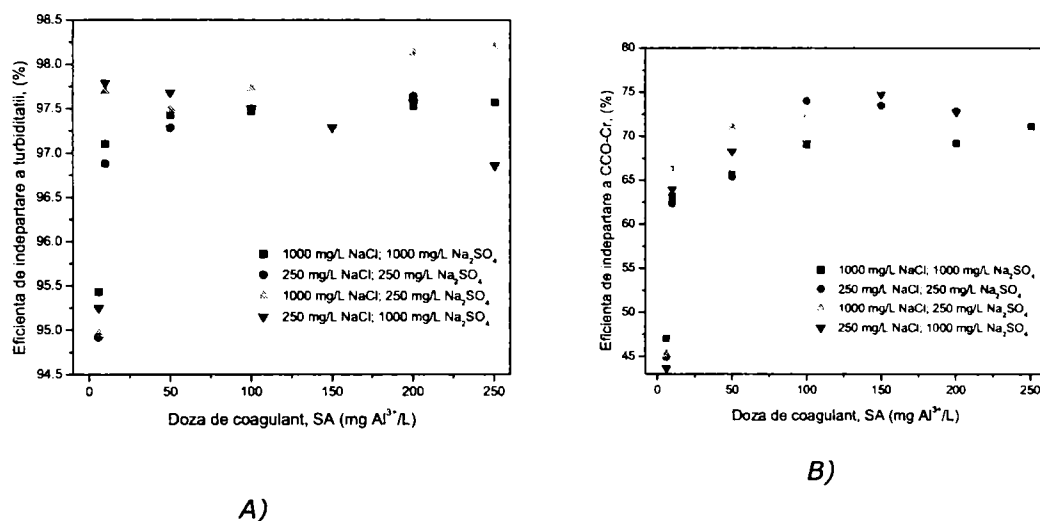 98.5
98.0
97.5
97.0
96.5
96.0
95.5
95.0
94.5
Eficienta de indepartare a turbiditatii, (%)
1000 mg/L NaCl; 1000 mg/L Na₂SO₄
250 mg/L NaCl; 250 mg/L Na₂SO₄
1000 mg/L NaCl; 250 mg/L Na₂SO₄
250 mg/L NaCl; 1000 mg/L Na₂SO₄
0 50 100 150 200 250
Doza de coagulant, SA (mg Al³⁺/L)
A)
80
75
70
65
60
55
50
45
Eficienta de indepartare a CCO-Cr, (%)
1000 mg/L NaCl; 1000 mg/L Na₂SO₄
250 mg/L NaCl; 250 mg/L Na₂SO₄
1000 mg/L NaCl; 250 mg/L Na₂SO₄
250 mg/L NaCl; 1000 mg/L Na₂SO₄
0 50 100 150 200 250
Doza de coagulant, SA (mg Al³⁺/L)
B)